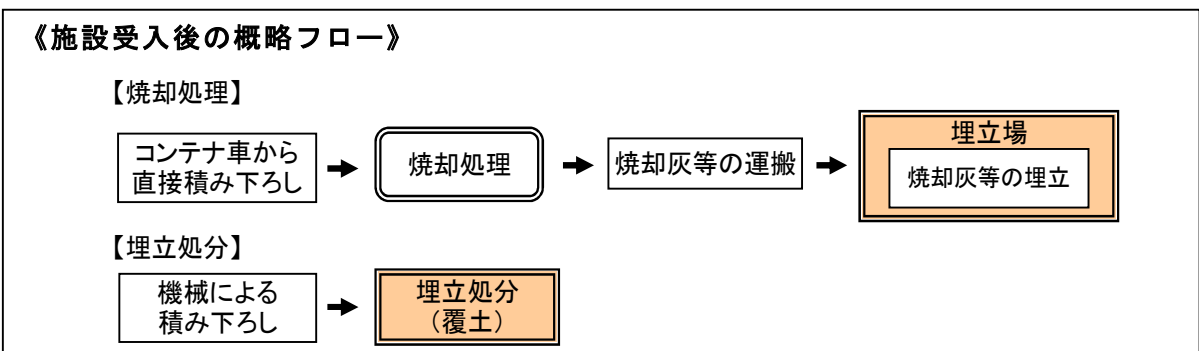 《施設受入後の概略フロー》
【焼却処理】
コンテナ車から
直接積み下ろし
焼却処理
焼却灰等の運搬
埋立場
焼却灰等の埋立
【埋立処分】
機械による
積み下ろし
埋立処分
（覆土）